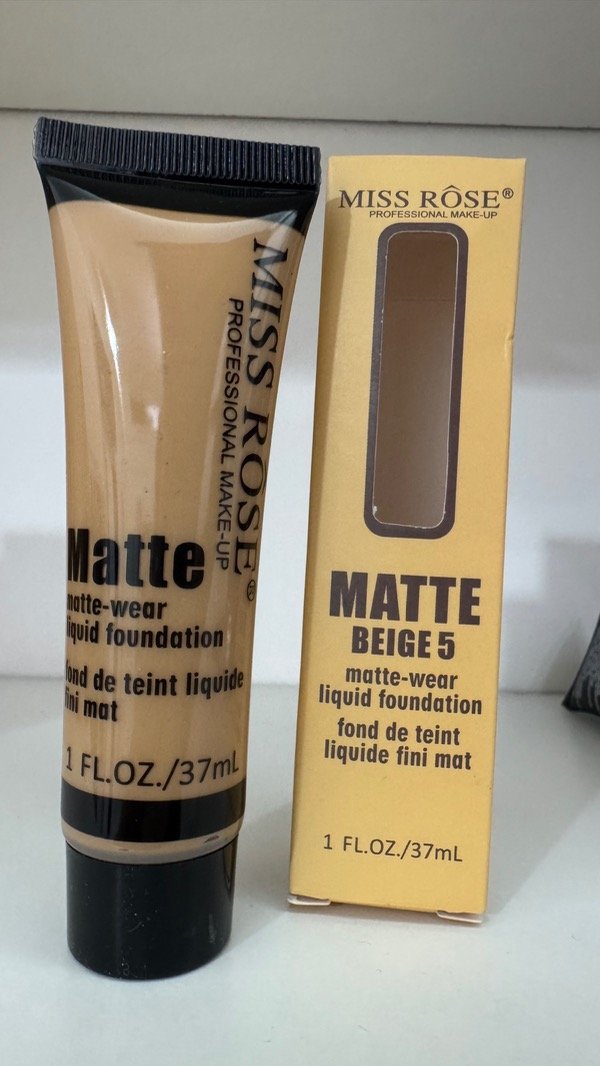 MISS RÔSE®
PROFESSIONAL MAKE-UP
Matte
matte-wear
liquid foundation
fond de teint liquide
fini mat
1 FL.OZ./37mL
MISS RÔSE®
PROFESSIONAL MAKE-UP
MATTE
BEIGE 5
matte-wear
liquid foundation
fond de teint
liquide fini mat
1 FL.OZ./37mL